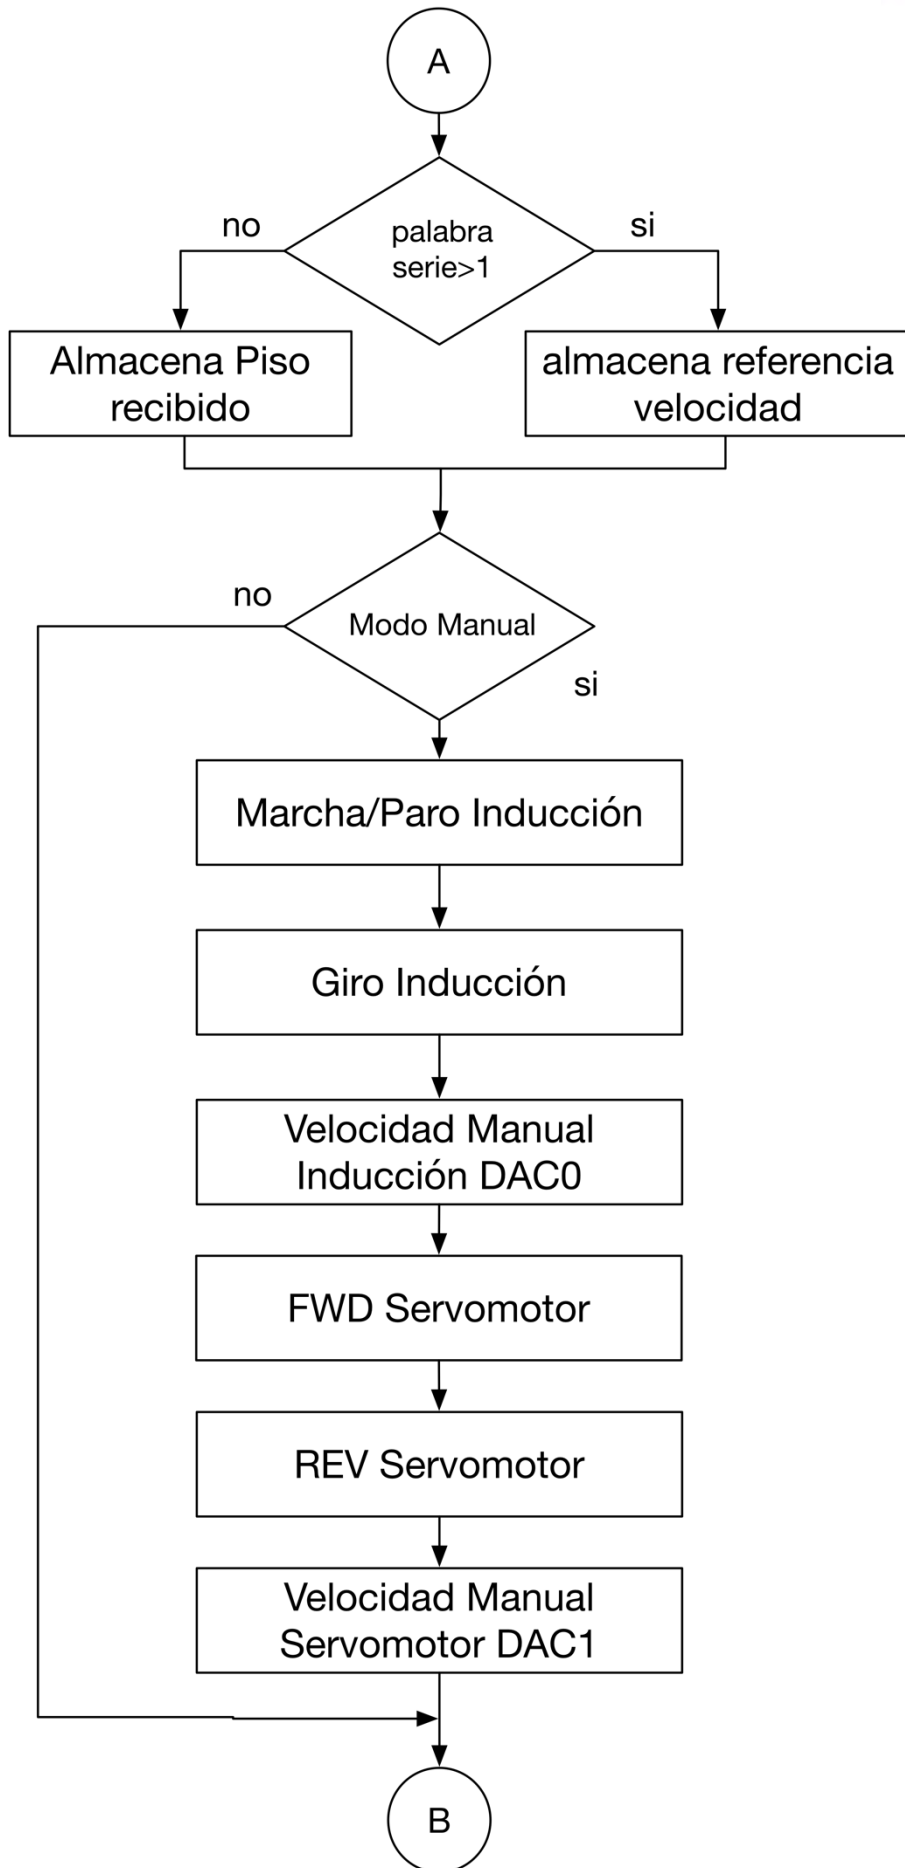 A
palabra
serie>1
no
si
Almacena Piso
recibido
almacena referencia
velocidad
Modo Manual
no
si
Marcha/Paro Inducción
Giro Inducción
Velocidad Manual
Inducción DAC0
FWD Servomotor
REV Servomotor
Velocidad Manual
Servomotor DAC1
B